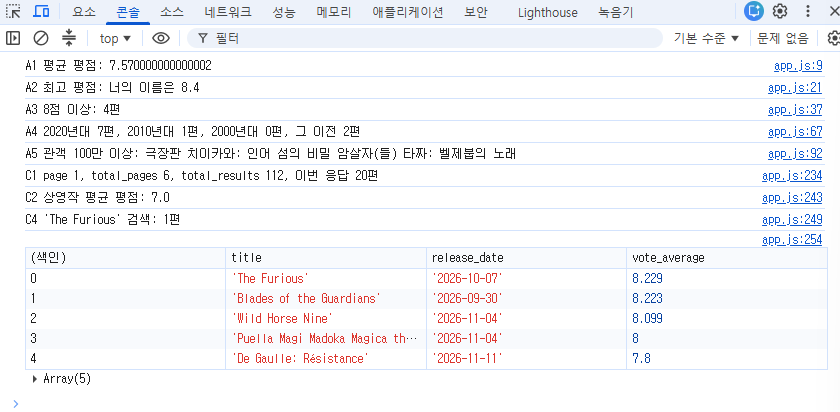 요소 콘솔 소스 네트워크 성능 메모리 애플리케이션 보안 Lighthouse 녹음기
top ▼ 필터 기본 수준 ▼ 문제 없음
A1 평균 평점: 7.570000000000002 app.js:9
A2 최고 평점: 너의 이름은 8.4 app.js:21
A3 8점 이상: 4편 app.js:37
A4 2020년대 7편, 2010년대 1편, 2000년대 0편, 그 이전 2편 app.js:67
A5 관객 100만 이상: 극장판 치이카와: 인어 섬의 비밀 암살자(들) 타짜: 벨제붑의 노래 app.js:92
C1 page 1, total_pages 6, total_results 112, 이번 응답 20편 app.js:234
C2 상영작 평균 평점: 7.0 app.js:243
C4 'The Furious' 검색: 1편 app.js:249
app.js:254
(색인) title release_date vote_average
0 'The Furious' '2026-10-07' 8.229
1 'Blades of the Guardians' '2026-09-30' 8.223
2 'Wild Horse Nine' '2026-11-04' 8.099
3 'Puella Magi Madoka Magica th… '2026-11-04' 8
4 'De Gaulle: Résistance' '2026-11-11' 7.8
▶ Array(5)